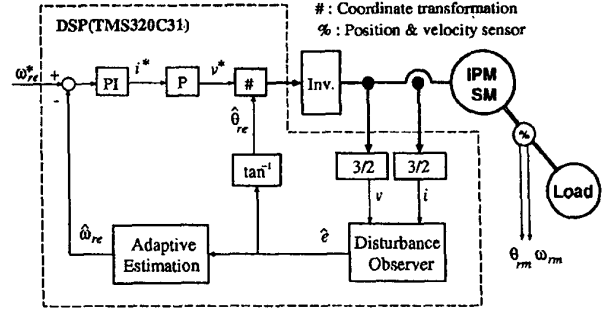 # : Coordinate transformation
% : Position & velocity sensor
DSP(TMS320C31)
ω*re + -
PI
i*
P
v*
#
Inv.
IPM
SM
%
Load
θ̂re
tan⁻¹
3/2
3/2
v
i
ω̂re
Adaptive
Estimation
ê
Disturbance
Observer
θrm ωrm